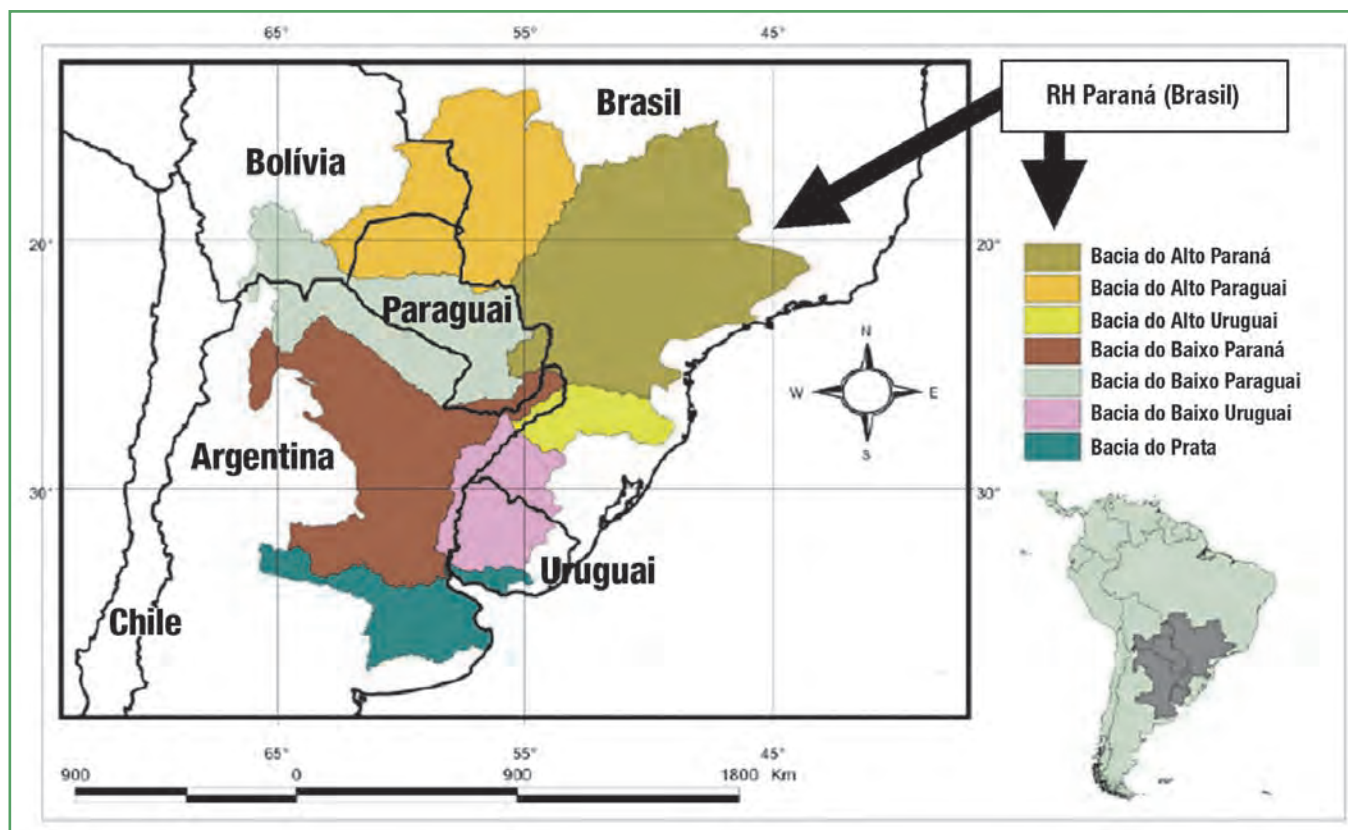 65° 55° 45°
Brasil
RH Paraná (Brasil)
Bolívia
20° 20°
Bacia do Alto Paraná
Bacia do Alto Paraguai
Paraguai
Bacia do Alto Uruguai
Bacia do Baixo Paraná
N
Bacia do Baixo Paraguai
W E
Bacia do Baixo Uruguai
S
Argentina
Bacia do Prata
30° 30°
Uruguai
Chile
65° 55° 45°
900 0 900 1800 Km